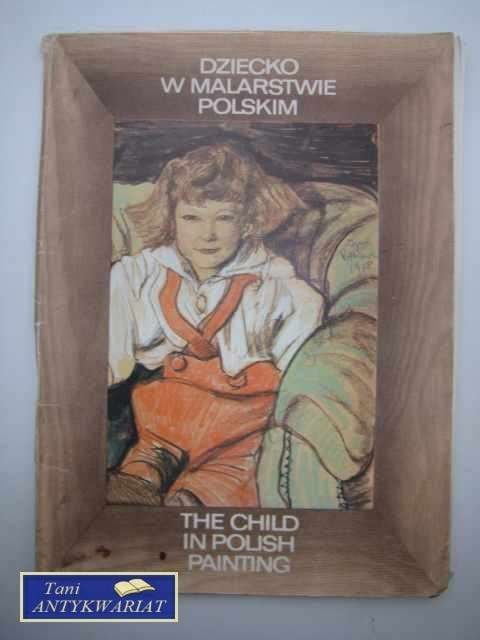 DZIECKO
W MALARSTWIE
POLSKIM
THE CHILD
IN POLISH
PAINTING
Tani
ANTYKWARIAT